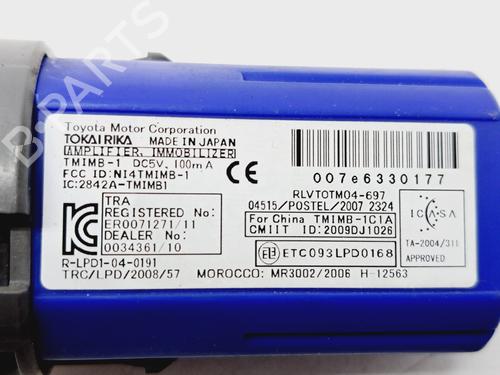 Toyota Motor Corporation
TOKAI RIKA MADE IN JAPAN
AMPLIFIER, IMMOBILIZER
TMIMB-1 DC5V, 100mA
FCC ID:NI4TMIMB-1
IC:2842A-TMIMB1
007e6330177
RLVTOTM04-697
04515/POSTEL/2007 2324
For China TMIMB-1C1A
CMIIT ID:2009DJ1026
ICASA
TA-2004/311
APPROVED
TRA
REGISTERED No:
ER0071271/11
DEALER No:
0034361/10
ETC093LPD0168
R-LPD1-04-0191
TRC/LPD/2008/57 MOROCCO: MR3002/2006 H-12563
B-PARTS